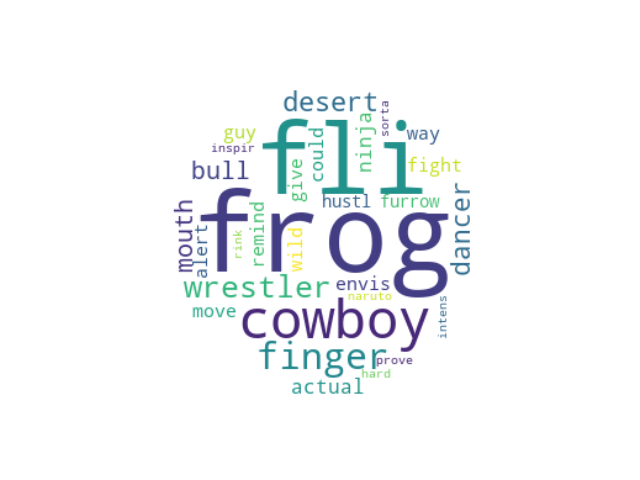 desert
sorta
fli
guy
could
ninja
way
inspir
bull
give
fight
frog
hustl
furrow
mouth
alert
rink
remind
wild
dancer
wrestler
envis
naruto
move
cowboy
intens
finger
prove
hard
actual